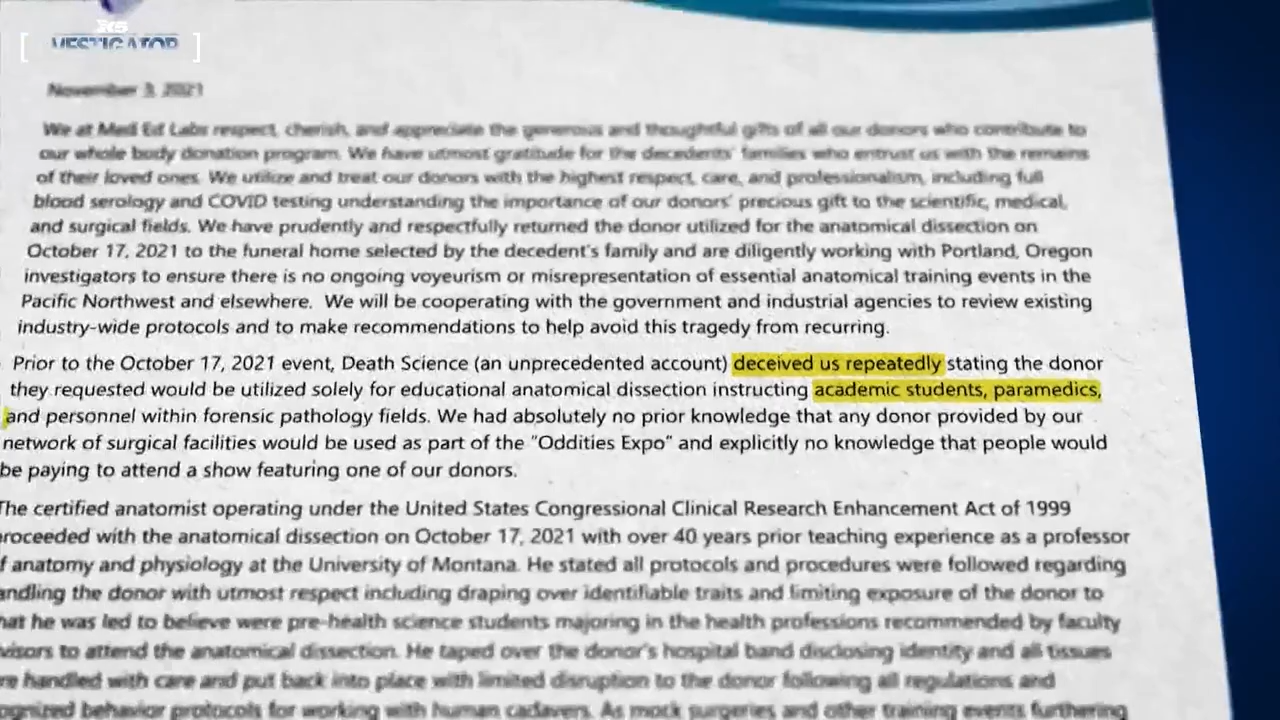 November 3, 2021
We at Med Ed Labs respect, cherish, and appreciate the generous and thoughtful gifts of all our donors who contribute to
our whole body donation program. We have utmost gratitude for the decedents' families who entrust us with the remains
of their loved ones. We utilize and treat our donors with the highest respect, care, and professionalism, including full
blood serology and COVID testing understanding the importance of our donors' precious gift to the scientific, medical,
and surgical fields. We have prudently and respectfully returned the donor utilized for the anatomical dissection on
October 17, 2021 to the funeral home selected by the decedent's family and are diligently working with Portland, Oregon
investigators to ensure there is no ongoing voyeurism or misrepresentation of essential anatomical training events in the
Pacific Northwest and elsewhere. We will be cooperating with the government and industrial agencies to review existing
industry-wide protocols and to make recommendations to help avoid this tragedy from recurring.
Prior to the October 17, 2021 event, Death Science (an unprecedented account) deceived us repeatedly stating the donor
they requested would be utilized solely for educational anatomical dissection instructing academic students, paramedics,
and personnel within forensic pathology fields. We had absolutely no prior knowledge that any donor provided by our
network of surgical facilities would be used as part of the "Oddities Expo" and explicitly no knowledge that people would
be paying to attend a show featuring one of our donors.
The certified anatomist operating under the United States Congressional Clinical Research Enhancement Act of 1999
roceeded with the anatomical dissection on October 17, 2021 with over 40 years prior teaching experience as a professor
f anatomy and physiology at the University of Montana. He stated all protocols and procedures were followed regarding
andling the donor with utmost respect including draping over identifiable traits and limiting exposure of the donor to
hat he was led to believe were pre-health science students majoring in the health professions recommended by faculty
visors to attend the anatomical dissection. He taped over the donor's hospital band disclosing identity and all tissues
re handled with care and put back into place with limited disruption to the donor following all regulations and
ognized behavior protocols for working with human cadavers. As mock surgeries and other training events furthering